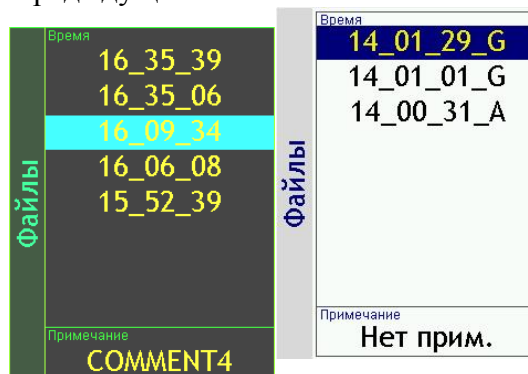 Файлы
Время
16_35_39
16_35_06
16_09_34
16_06_08
15_52_39
Примечание
COMMENT4
Файлы
Время
14_01_29_G
14_01_01_G
14_00_31_A
Примечание
Нет прим.